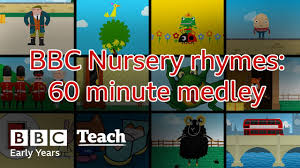 BBC Nursery rhymes:
60 minute medley
BBC Teach
Early Years